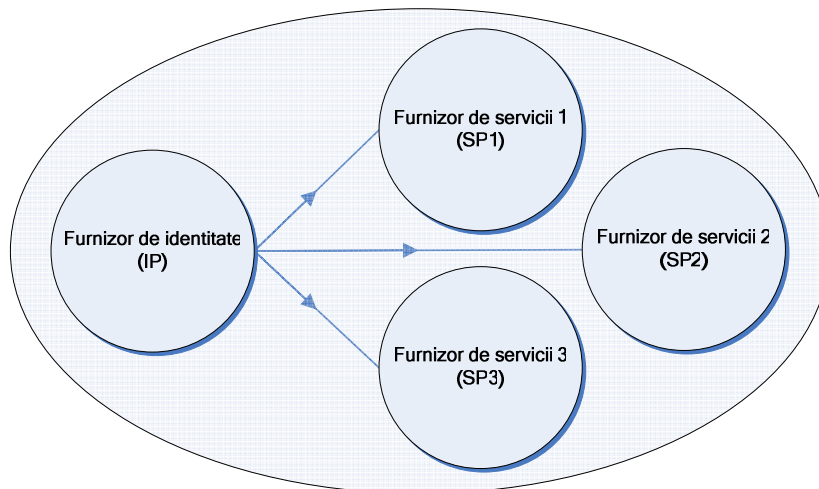 Furnizor de servicii 1
(SP1)
Furnizor de identitate
(IP)
Furnizor de servicii 2
(SP2)
Furnizor de servicii 3
(SP3)